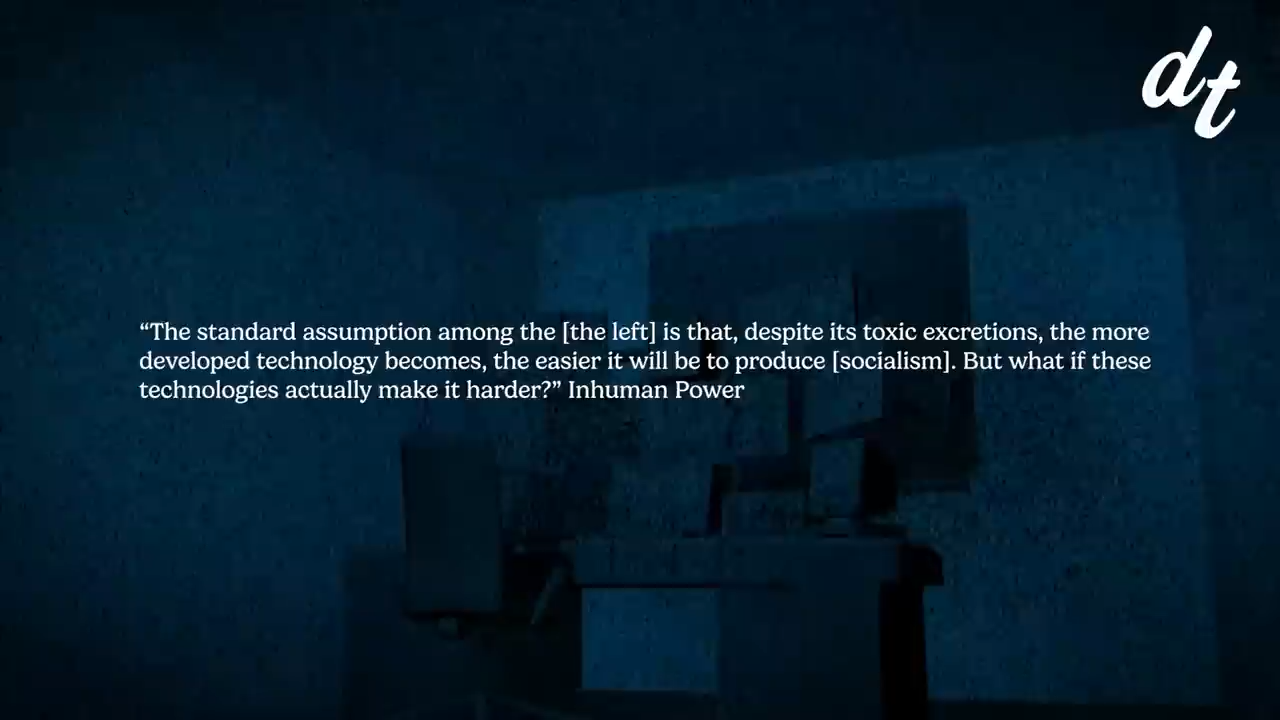 dt
“The standard assumption among the [the left] is that, despite its toxic excretions, the more
developed technology becomes, the easier it will be to produce [socialism]. But what if these
technologies actually make it harder?” Inhuman Power